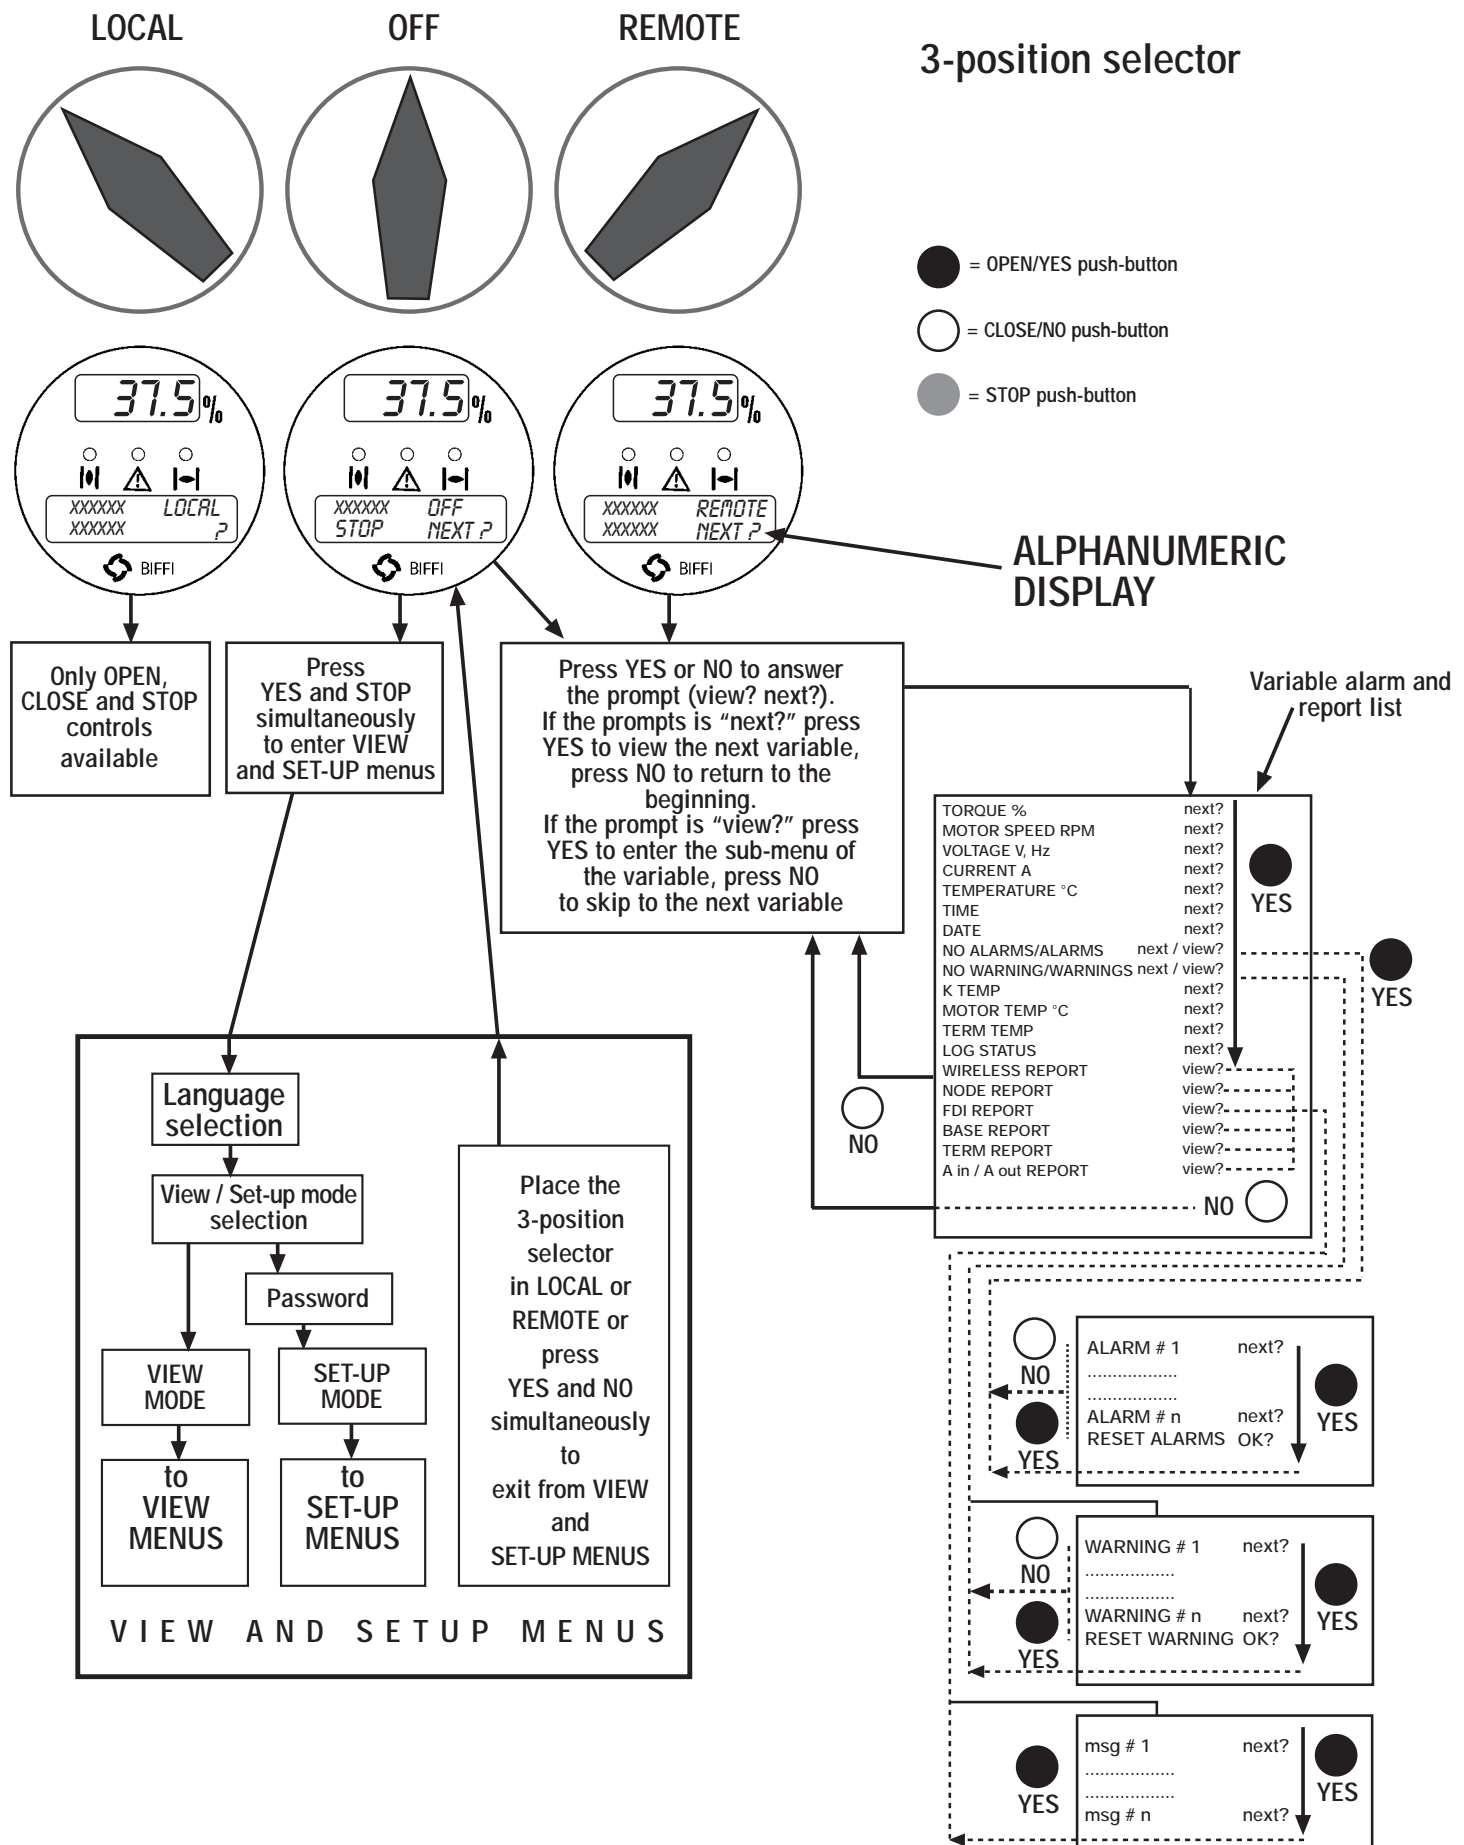 LOCAL
OFF
REMOTE
3-position selector
= OPEN/YES push-button
= CLOSE/NO push-button
= STOP push-button
37.5%
XXXXXX LOCAL
XXXXXX ?
BIFFI
37.5%
XXXXXX OFF
STOP NEXT ?
BIFFI
37.5%
XXXXXX REMOTE
XXXXXX NEXT ?
BIFFI
ALPHANUMERIC
DISPLAY
Only OPEN,
CLOSE and STOP
controls
available
Press
YES and STOP
simultaneously
to enter VIEW
and SET-UP menus
Press YES or NO to answer
the prompt (view? next?).
If the prompts is “next?” press
YES to view the next variable,
press NO to return to the
beginning.
If the prompt is “view?” press
YES to enter the sub-menu of
the variable, press NO
to skip to the next variable
Variable alarm and
report list
TORQUE % next?
MOTOR SPEED RPM next?
VOLTAGE V, Hz next?
CURRENT A next?
TEMPERATURE °C next?
TIME next?
DATE next?
NO ALARMS/ALARMS next / view?
NO WARNING/WARNINGS next / view?
K TEMP next?
MOTOR TEMP °C next?
TERM TEMP next?
LOG STATUS next?
WIRELESS REPORT view?
NODE REPORT view?
FDI REPORT view?
BASE REPORT view?
TERM REPORT view?
A in / A out REPORT view?
YES
YES
NO
NO
Language
selection
View / Set-up mode
selection
Password
VIEW
MODE
SET-UP
MODE
to
VIEW
MENUS
to
SET-UP
MENUS
Place the
3-position
selector
in LOCAL or
REMOTE or
press
YES and NO
simultaneously
to
exit from VIEW
and
SET-UP MENUS
VIEW AND SETUP MENUS
NO
YES
ALARM # 1 next?
..................
..................
ALARM # n next?
RESET ALARMS OK?
YES
NO
YES
WARNING # 1 next?
..................
..................
WARNING # n next?
RESET WARNING OK?
YES
YES
msg # 1 next?
..................
..................
msg # n next?
YES